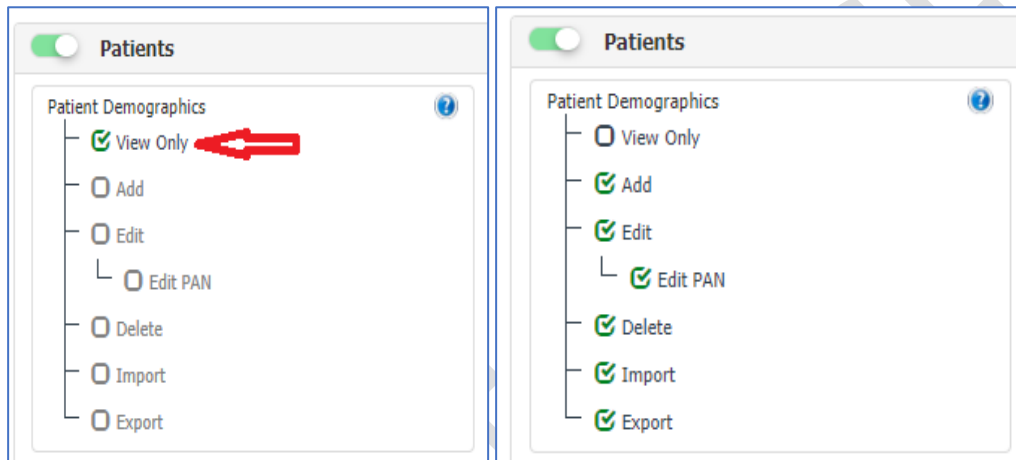 Patients
Patient Demographics
View Only
Add
Edit
Edit PAN
Delete
Import
Export
Patients
Patient Demographics
View Only
Add
Edit
Edit PAN
Delete
Import
Export